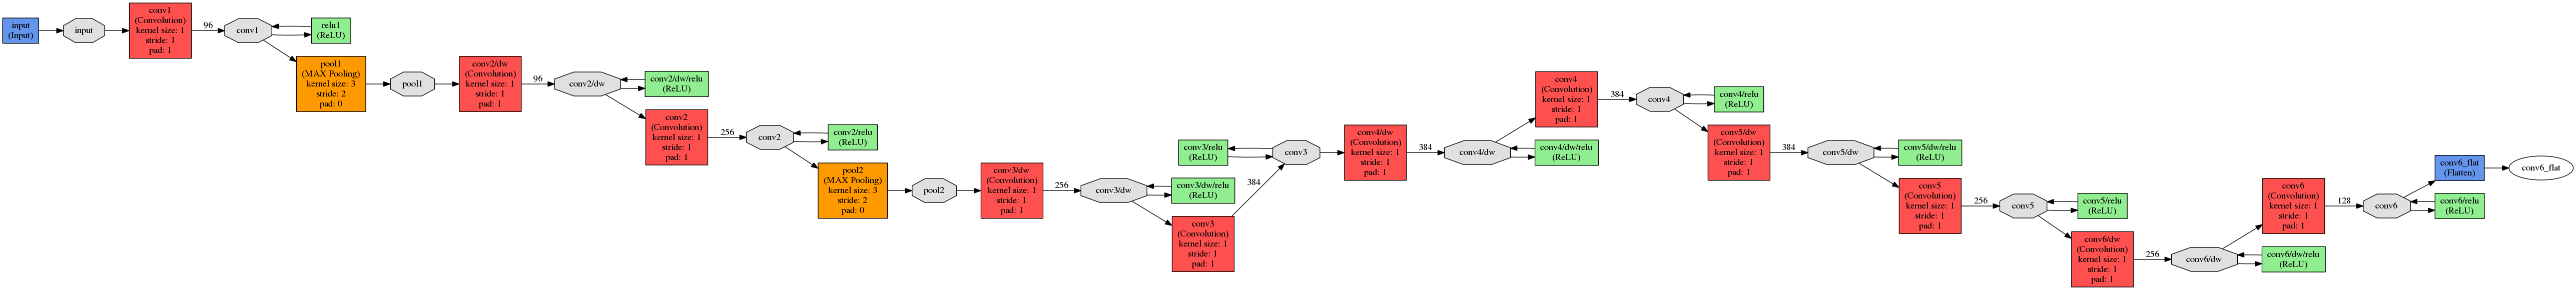 input
(Input)
input
conv1
(Convolution)
kernel size: 1
stride: 1
pad: 1
96
conv1
relu1
(ReLU)
pool1
(MAX Pooling)
kernel size: 3
stride: 2
pad: 0
pool1
conv2/dw
(Convolution)
kernel size: 1
stride: 1
pad: 1
96
conv2/dw
conv2/dw/relu
(ReLU)
conv2
(Convolution)
kernel size: 1
stride: 1
pad: 1
256
conv2
conv2/relu
(ReLU)
pool2
(MAX Pooling)
kernel size: 3
stride: 2
pad: 0
pool2
conv3/dw
(Convolution)
kernel size: 1
stride: 1
pad: 1
256
conv3/dw
conv3/dw/relu
(ReLU)
conv3
(Convolution)
kernel size: 1
stride: 1
pad: 1
384
conv3/relu
(ReLU)
conv3
conv4/dw
(Convolution)
kernel size: 1
stride: 1
pad: 1
384
conv4/dw
conv4/dw/relu
(ReLU)
conv4
(Convolution)
kernel size: 1
stride: 1
pad: 1
384
conv4
conv4/relu
(ReLU)
conv5/dw
(Convolution)
kernel size: 1
stride: 1
pad: 1
384
conv5/dw
conv5/dw/relu
(ReLU)
conv5
(Convolution)
kernel size: 1
stride: 1
pad: 1
256
conv5
conv5/relu
(ReLU)
conv6/dw
(Convolution)
kernel size: 1
stride: 1
pad: 1
256
conv6/dw
conv6/dw/relu
(ReLU)
conv6
(Convolution)
kernel size: 1
stride: 1
pad: 1
128
conv6
conv6/relu
(ReLU)
conv6_flat
(Flatten)
conv6_flat